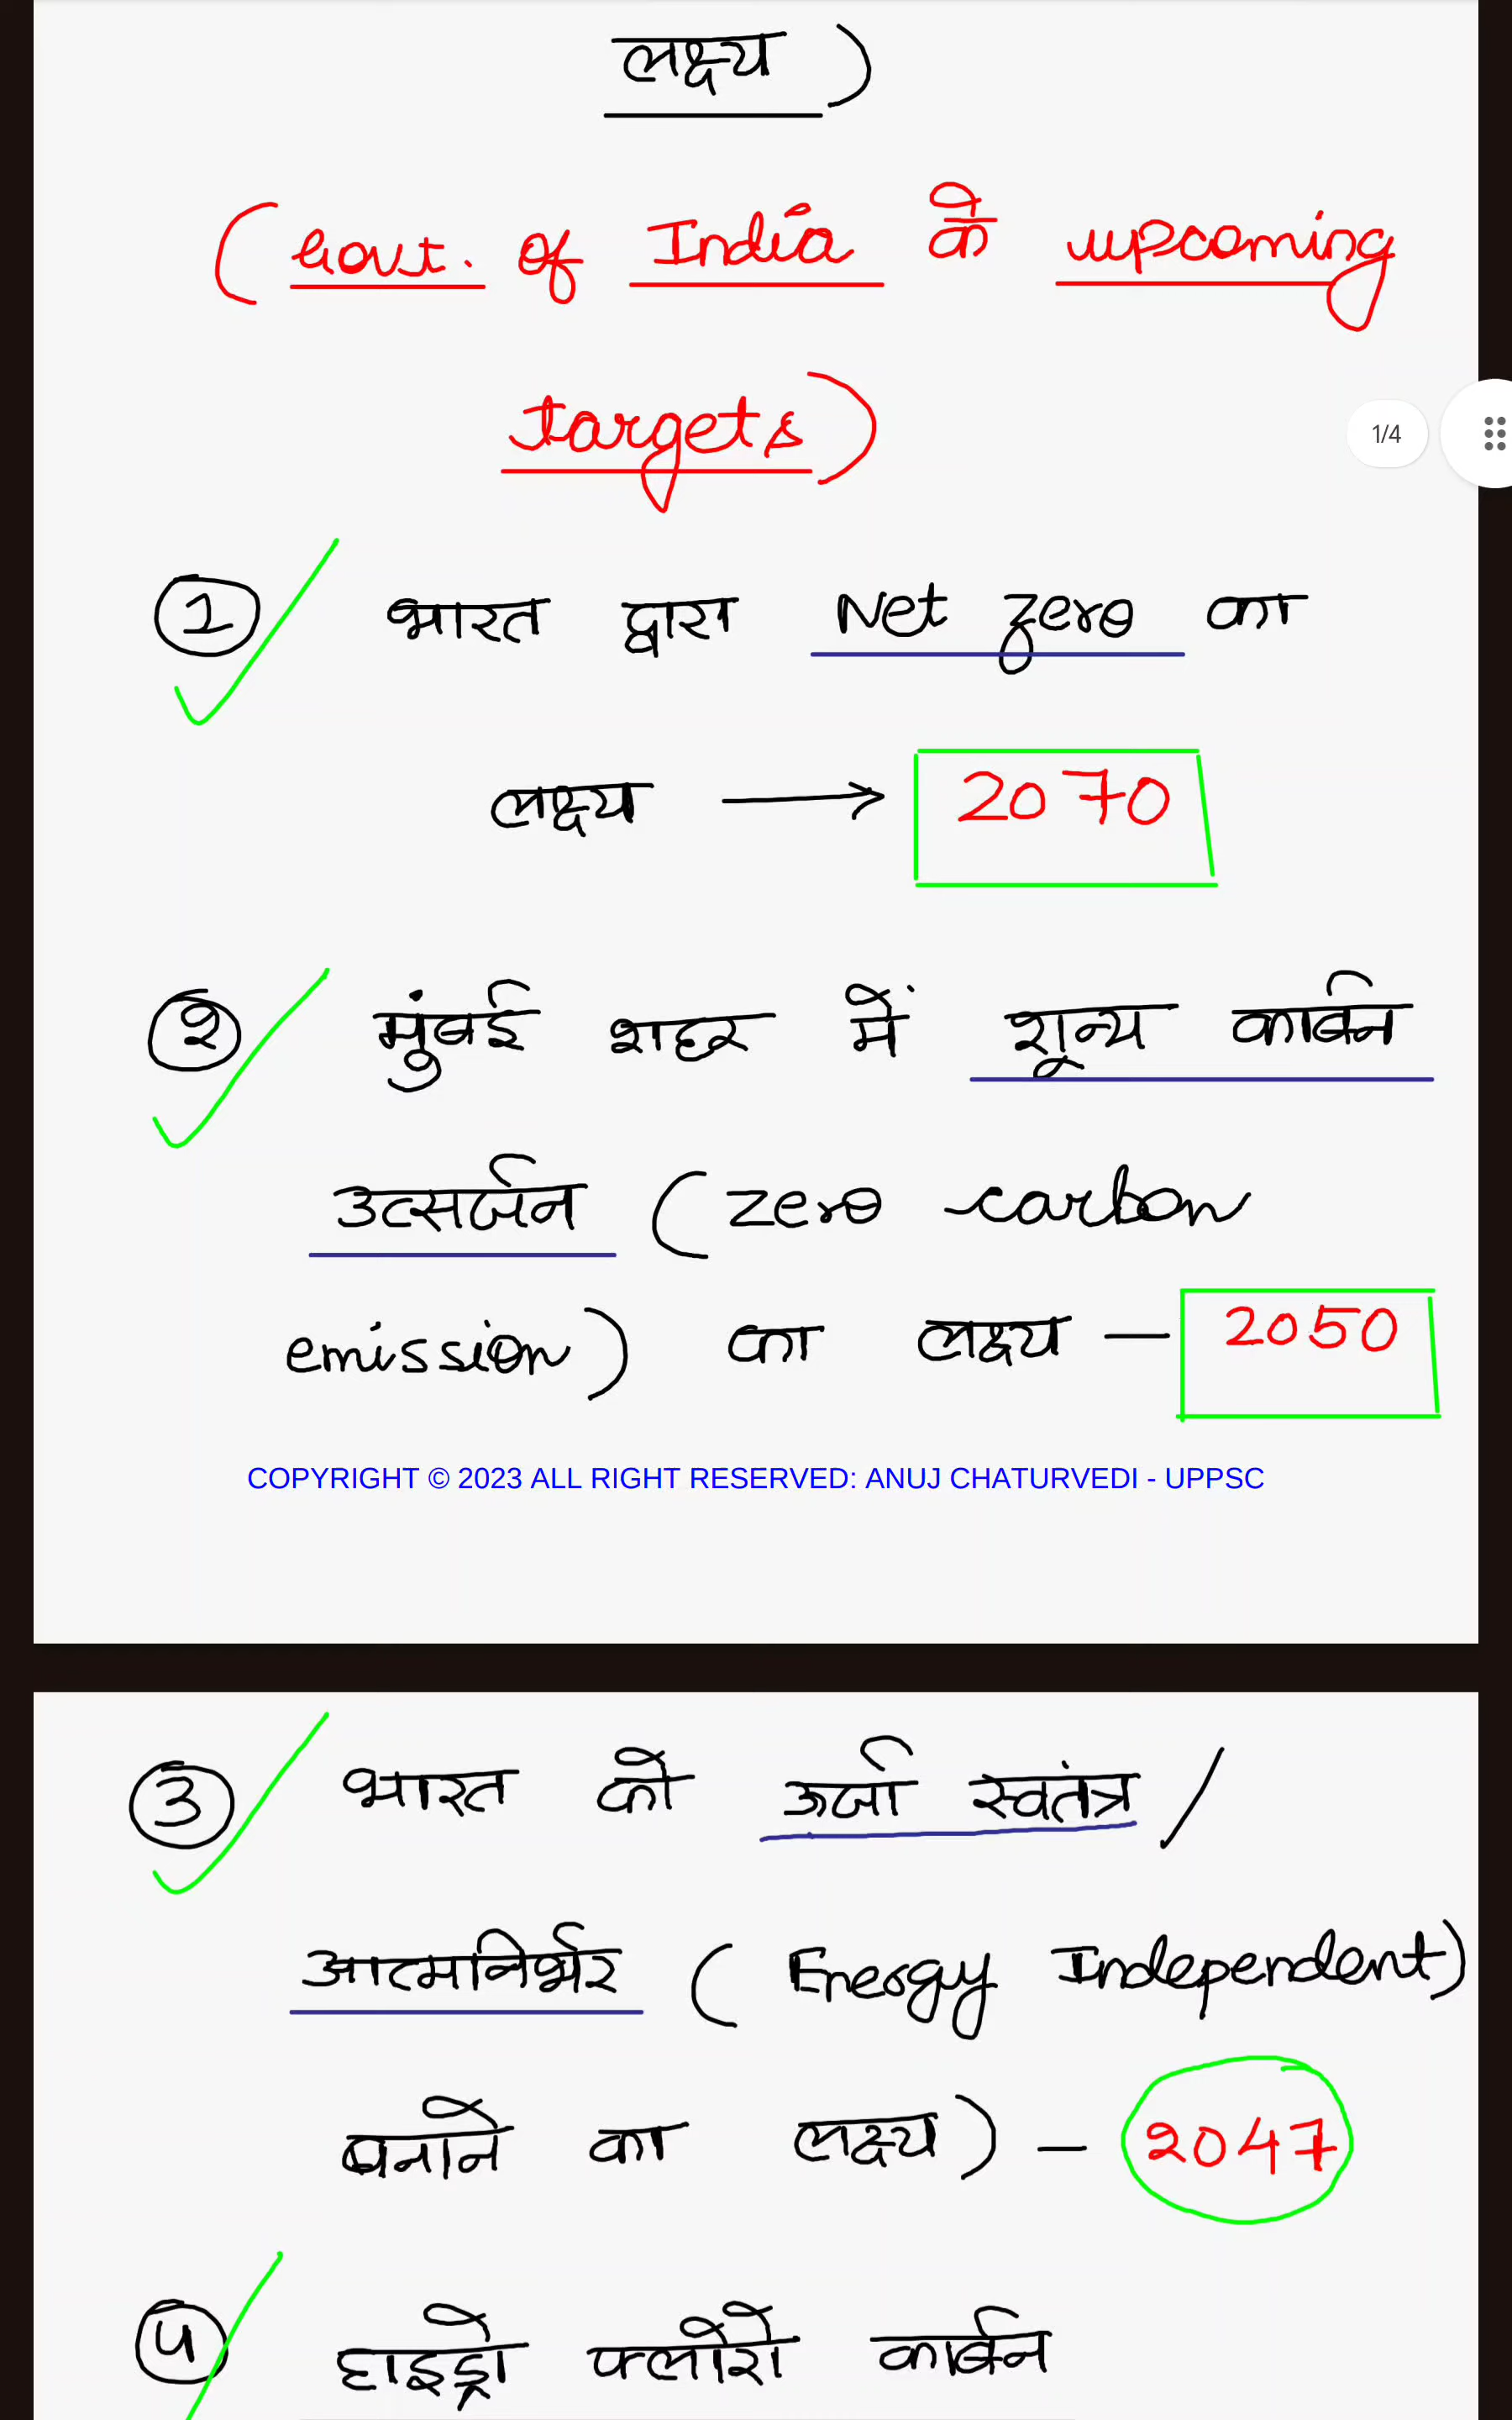 लक्ष्य)
(Govt. of India के upcoming
Targets)
1/4
① भारत द्वारा Net zero का
लक्ष्य → 2070
② मुंबई शहर में शून्य कार्बन
उत्सर्जन (zero carbon
emission) का लक्ष्य — 2050
COPYRIGHT © 2023 ALL RIGHT RESERVED: ANUJ CHATURVEDI - UPPSC
③ भारत को ऊर्जा स्वतंत्र/
आत्मनिर्भर (Energy Independent)
बनाने का लक्ष्य) — 2047
④ हाइड्रो फ्लोरो कार्बन